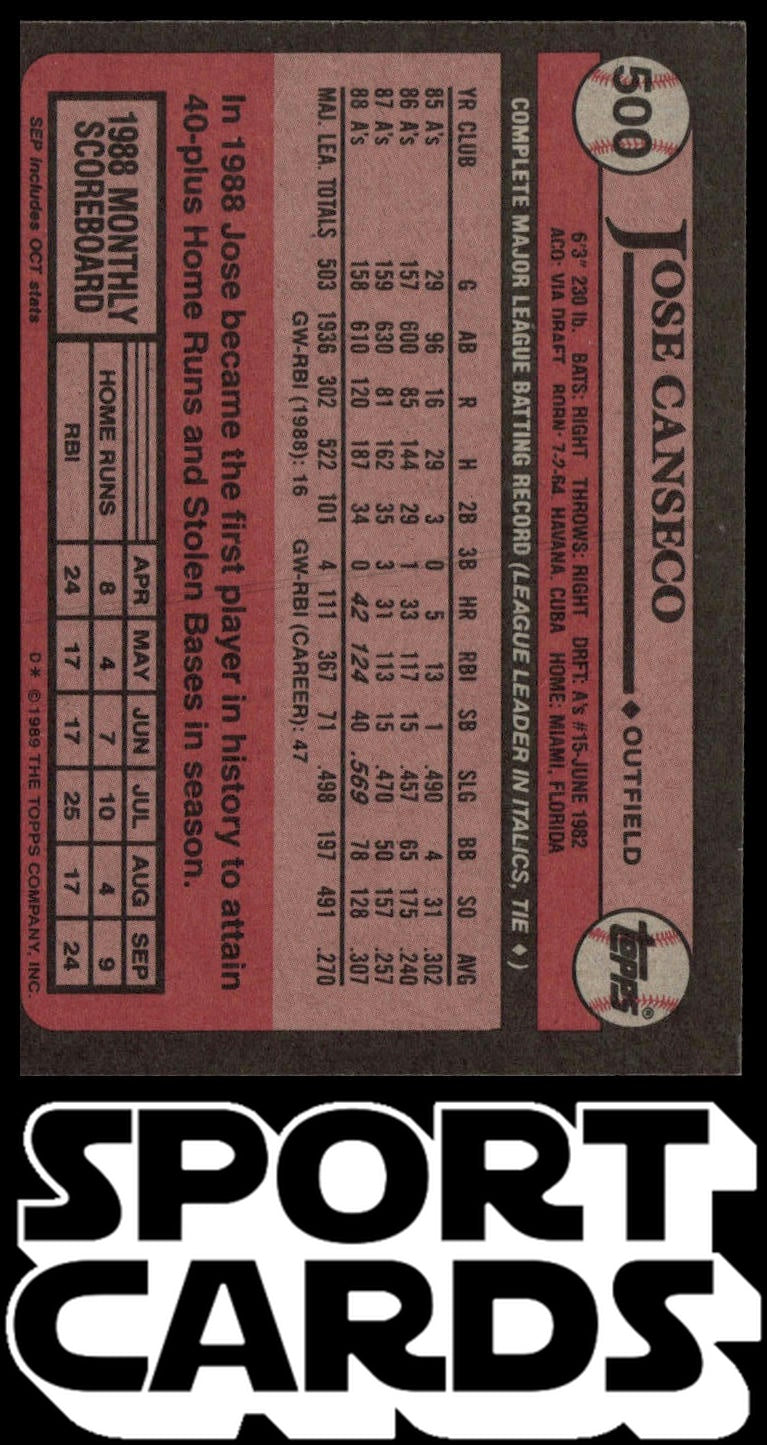 500
JOSE CANSECO
OUTFIELD
topps®
6'3" 230 lb. BATS: RIGHT THROWS: RIGHT DRFT: A's #15-JUNE 1982
ACQ: VIA DRAFT BORN: 7-2-64 HAVANA, CUBA HOME: MIAMI, FLORIDA
COMPLETE MAJOR LEAGUE BATTING RECORD (LEAGUE LEADER IN ITALICS, TIE ♦)
YR CLUB G AB R H 2B 3B HR RBI SB SLG BB SO AVG
85 A's 29 96 16 29 3 0 5 13 1 .490 4 31 .302
86 A's 157 600 85 144 29 1 33 117 15 .457 65 175 .240
87 A's 159 630 81 162 35 3 31 113 15 .470 50 157 .257
88 A's 158 610 120 187 34 0 42 124 40 .569 78 128 .307
MAJ. LEA. TOTALS 503 1936 302 522 101 4 111 367 71 .498 197 491 .270
GW-RBI (1988): 16 GW-RBI (CAREER): 47
In 1988 Jose became the first player in history to attain
40-plus Home Runs and Stolen Bases in season.
1988 MONTHLY
SCOREBOARD
APR MAY JUN JUL AUG SEP
HOME RUNS 8 4 7 10 4 9
RBI 24 17 17 25 17 24
SEP includes OCT stats
D* © 1989 THE TOPPS COMPANY, INC.
SPORT
CARDS